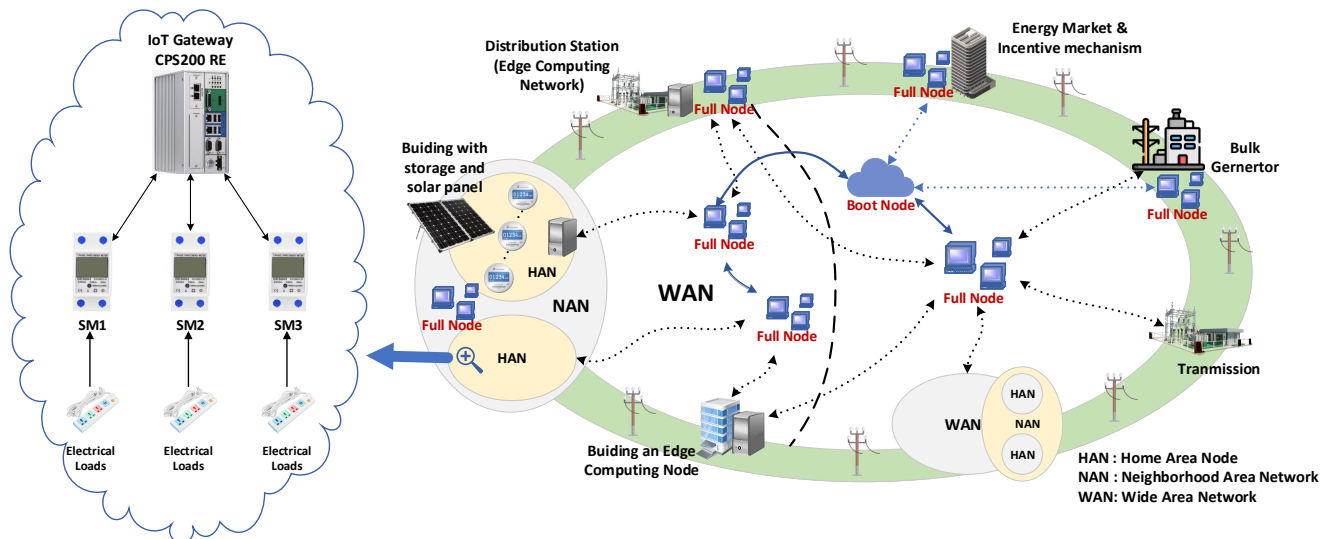 IoT Gateway
CPS200 RE
SM1
SM2
SM3
Electrical
Loads
Electrical
Loads
Electrical
Loads
Distribution Station
(Edge Computing
Network)
Full Node
Energy Market &
Incentive mechanism
Full Node
Buiding with
storage and
solar panel
01234
01234
01234
HAN
NAN
Full Node
HAN
WAN
Full Node
Full Node
Boot Node
Full Node
Bulk
Gernertor
Full Node
Tranmission
Buiding an Edge
Computing Node
WAN
HAN
NAN
HAN
HAN : Home Area Node
NAN : Neighborhood Area Network
WAN: Wide Area Network